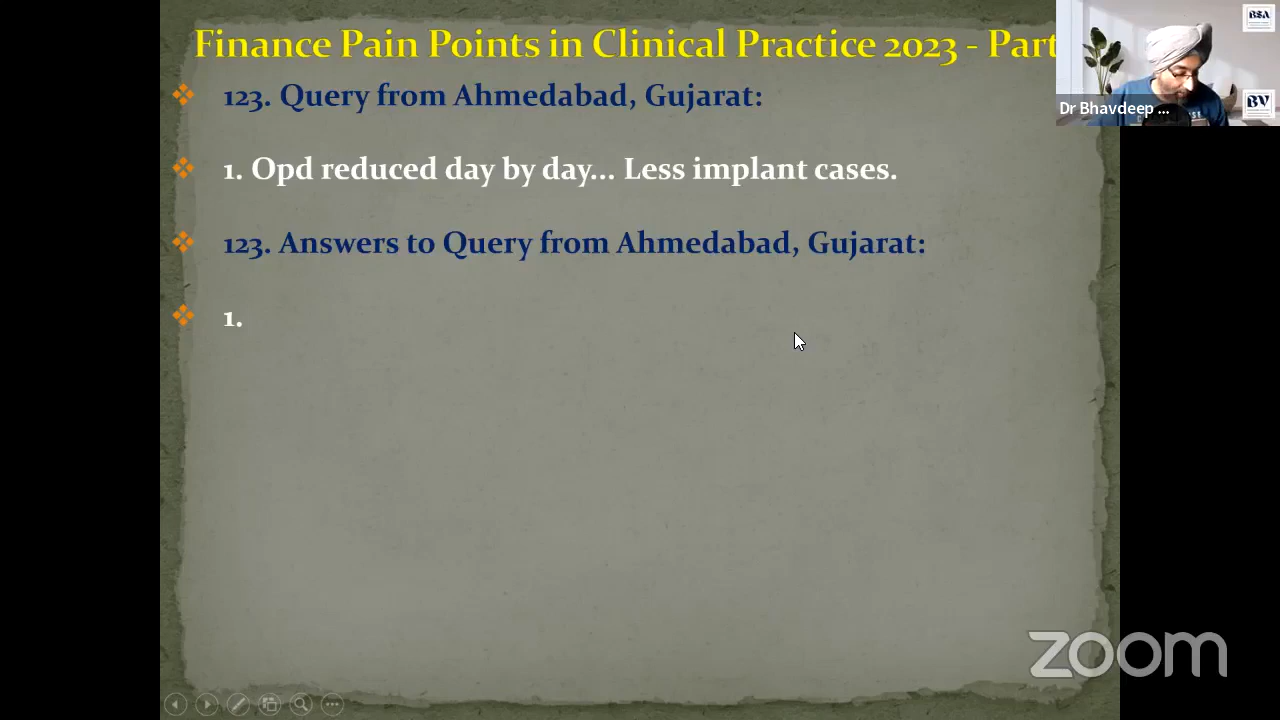 Finance Pain Points in Clinical Practice 2023 - Part
123. Query from Ahmedabad, Gujarat:
1. Opd reduced day by day... Less implant cases.
123. Answers to Query from Ahmedabad, Gujarat:
1.
BSA
Dr Bhavdeep ...
BV
zoom